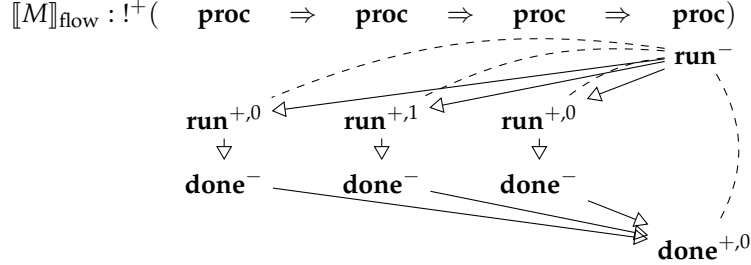 ⟦M⟧flow : !⁺( proc ⇒ proc ⇒ proc ⇒ proc)
run⁻
run⁺,⁰ run⁺,¹ run⁺,⁰
done⁻ done⁻ done⁻
done⁺,⁰